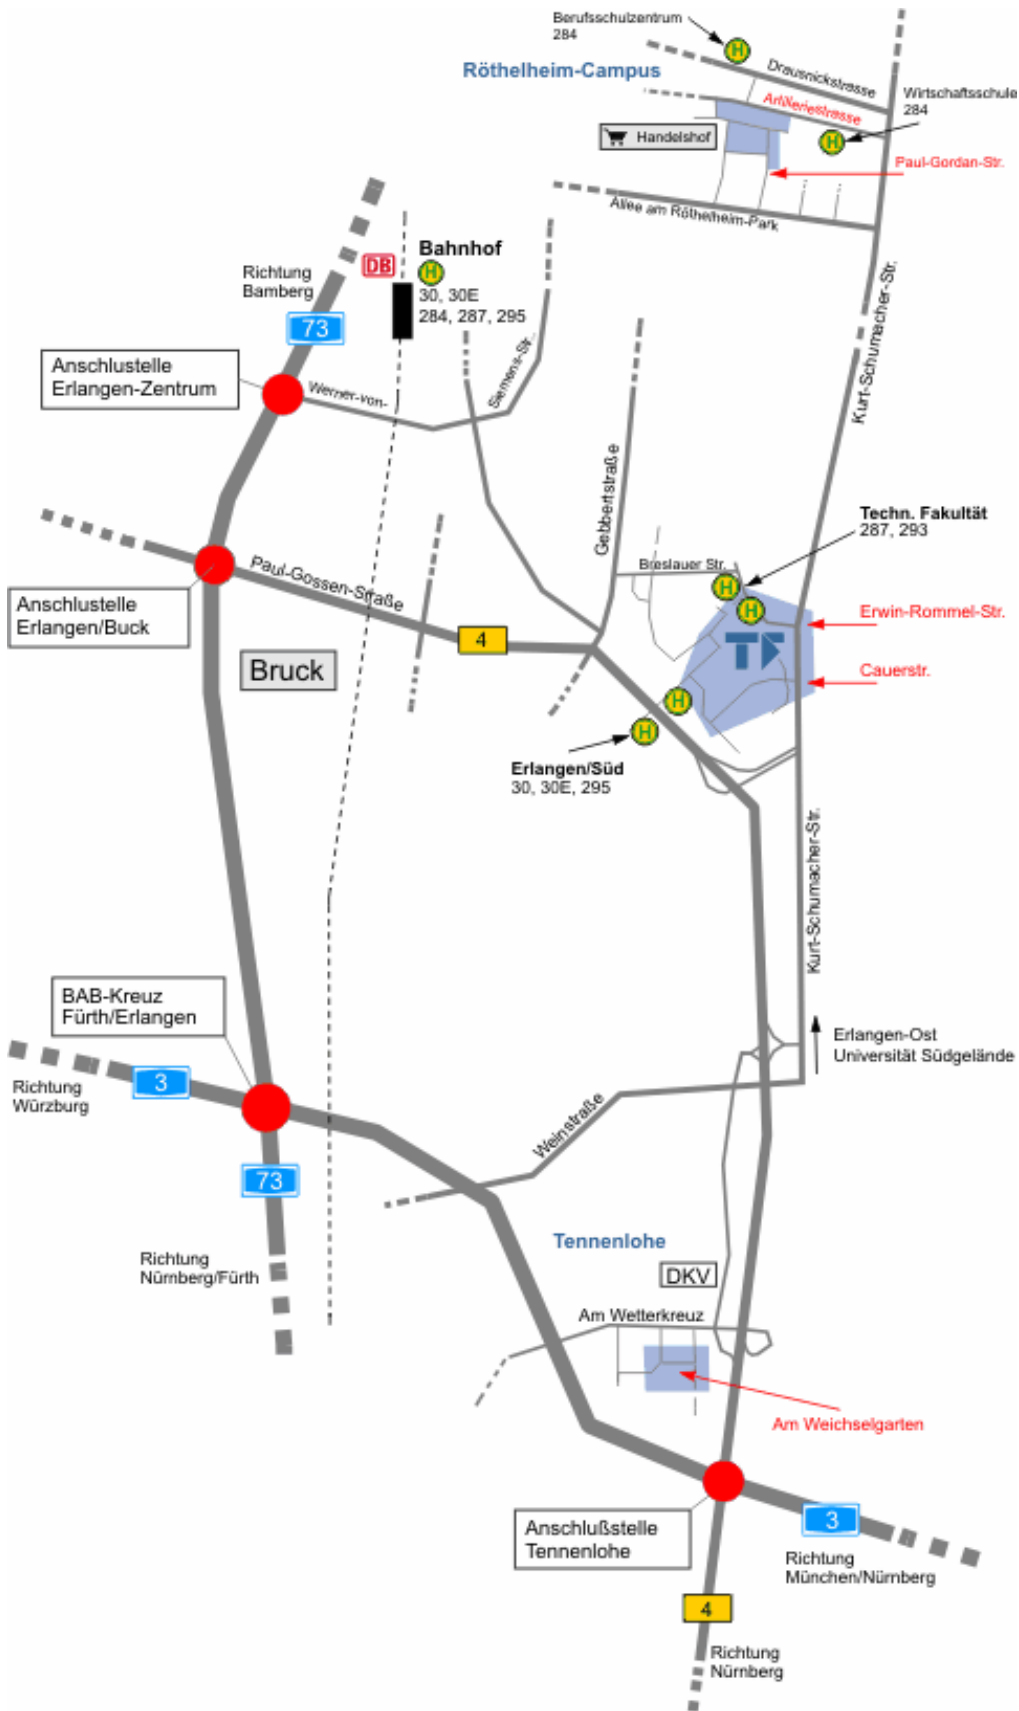 Berufsschulzentrum
284
H
Drausnickstrasse
Röthelheim-Campus
Wirtschaftsschule
284
Artilleriestrasse
Handelshof
H
Paul-Gordan-Str.
Allee am Röthelheim-Park
Bahnhof
DB
H
Richtung
Bamberg
30, 30E
284, 287, 295
73
Kurt-Schumacher-Str.
Anschlustelle
Erlangen-Zentrum
Werner-von-
Siemens-Str.
Gebbertstraße
Techn. Fakultät
287, 293
Breslauer Str.
H
H
Paul-Gossen-Straße
Anschlustelle
Erlangen/Buck
Erwin-Rommel-Str.
4
TF
Bruck
Cauerstr.
H
H
Erlangen/Süd
30, 30E, 295
Kurt-Schumacher-Str.
BAB-Kreuz
Fürth/Erlangen
Erlangen-Ost
Universität Südgelände
3
Richtung
Würzburg
Weinstraße
73
Tennenlohe
Richtung
Nürnberg/Fürth
DKV
Am Wetterkreuz
Am Weichselgarten
Anschlußstelle
Tennenlohe
3
Richtung
München/Nürnberg
4
Richtung
Nürnberg